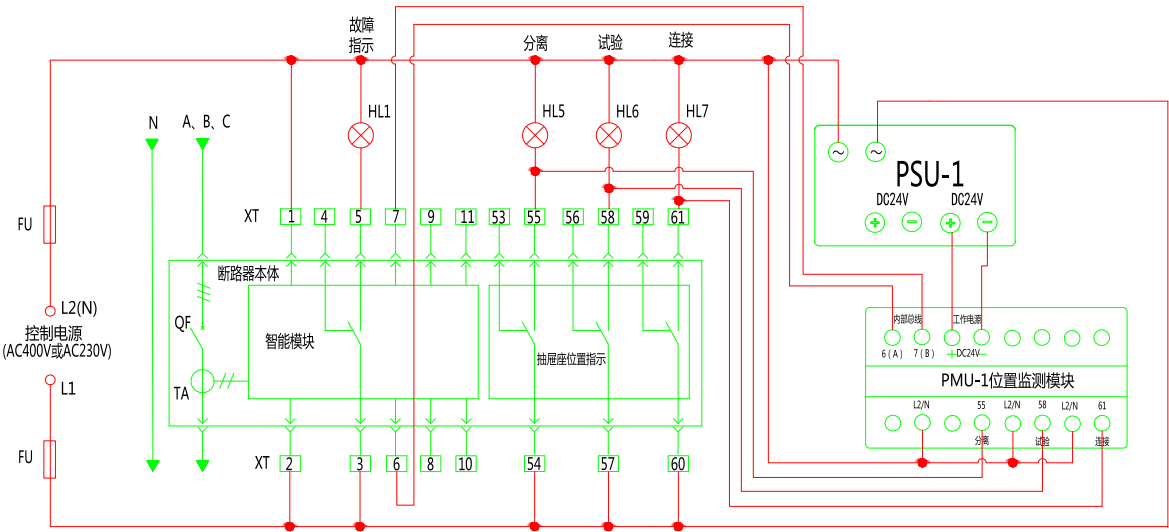 故障
指示
分离
试验
连接
HL1
HL5
HL6
HL7
N
A、B、C
PSU-1
DC24V
DC24V
FU
XT
1
4
5
7
9
11
53
55
56
58
59
61
断路器本体
L2(N)
控制电源
(AC400V或AC230V)
L1
QF
智能模块
抽屉座位置指示
TA
内部总线
工作电源
6(A)
7(B)
+DC24V-
PMU-1位置监测模块
L2/N
55
L2/N
58
L2/N
61
分离
试验
连接
FU
XT
2
3
6
8
10
54
57
60